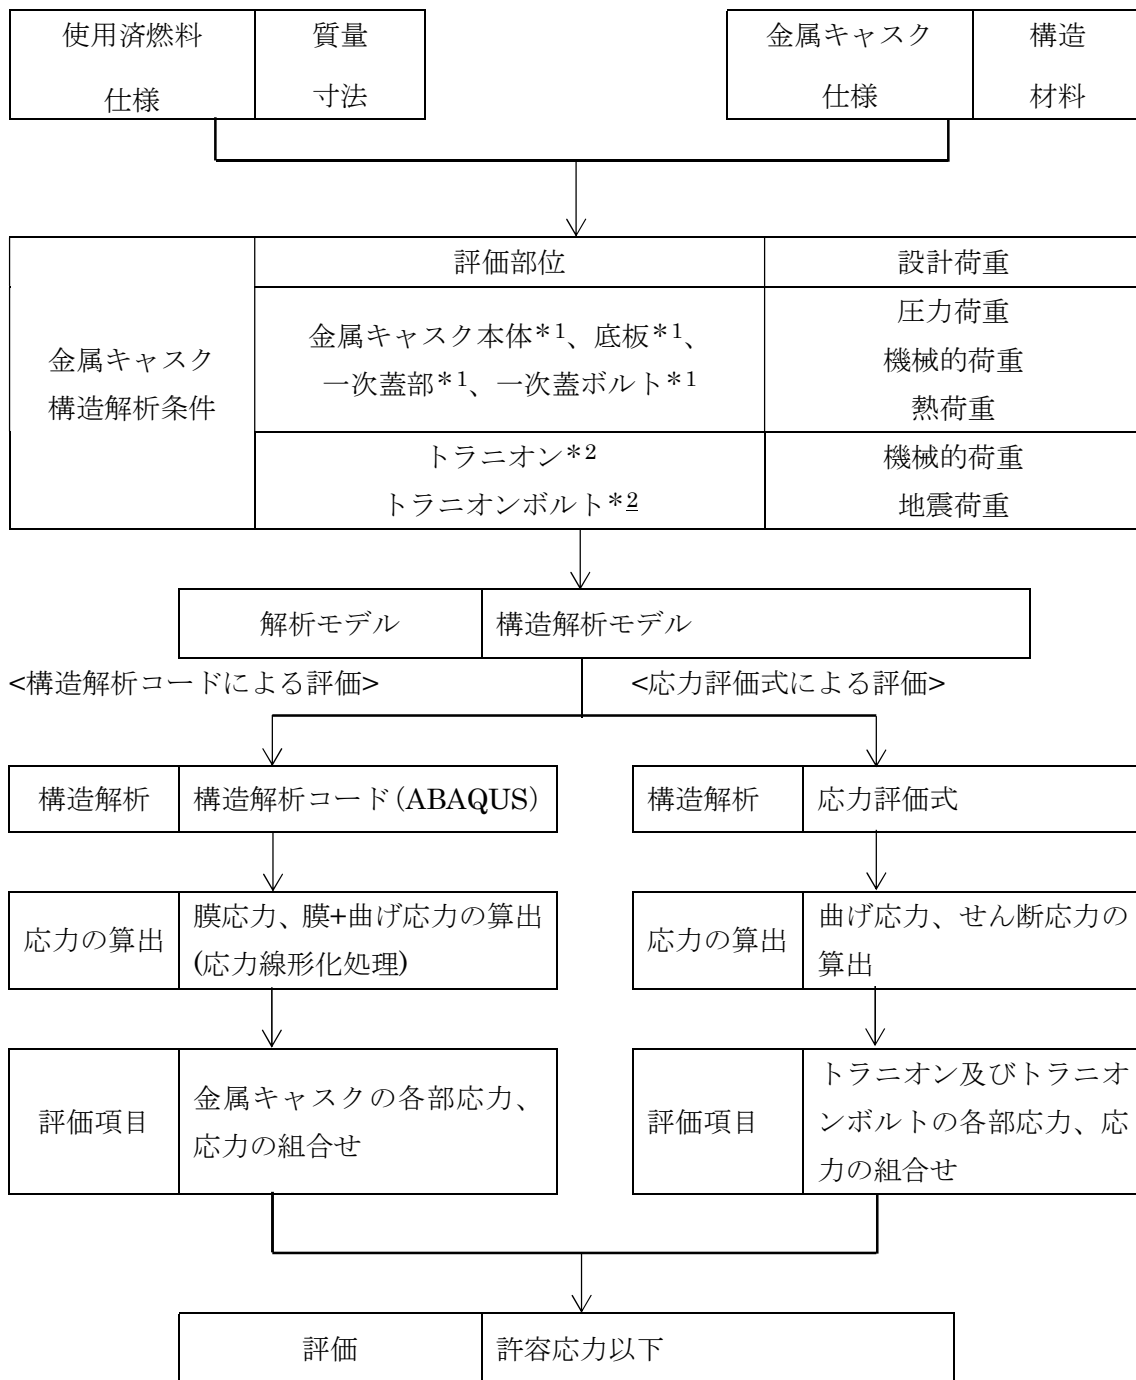 使用済燃料
仕様
質量
寸法
金属キャスク
仕様
構造
材料
金属キャスク
構造解析条件
評価部位
設計荷重
金属キャスク本体*1、底板*1、
一次蓋部*1、一次蓋ボルト*1
圧力荷重
機械的荷重
熱荷重
トラニオン*2
トラニオンボルト*2
機械的荷重
地震荷重
解析モデル
構造解析モデル
<構造解析コードによる評価>
<応力評価式による評価>
構造解析
構造解析コード(ABAQUS)
構造解析
応力評価式
応力の算出
膜応力、膜+曲げ応力の算出
(応力線形化処理)
応力の算出
曲げ応力、せん断応力の
算出
評価項目
金属キャスクの各部応力、
応力の組合せ
評価項目
トラニオン及びトラニオ
ンボルトの各部応力、応
力の組合せ
評価
許容応力以下